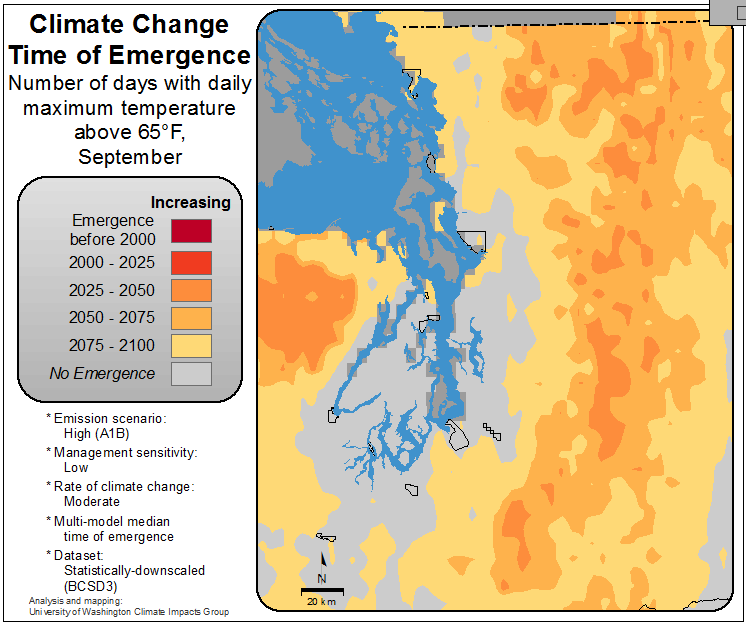 Climate Change
Time of Emergence
Number of days with daily
maximum temperature
above 65°F,
September
Increasing
Emergence
before 2000
2000 - 2025
2025 - 2050
2050 - 2075
2075 - 2100
No Emergence
* Emission scenario:
High (A1B)
* Management sensitivity:
Low
* Rate of climate change:
Moderate
* Multi-model median
time of emergence
* Dataset:
Statistically-downscaled
(BCSD3)
Analysis and mapping:
University of Washington Climate Impacts Group
N
20 km